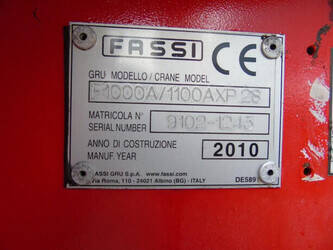 FASSI CE
GRU MODELLO / CRANE MODEL
F1000A/1100AXP.28
MATRICOLA N°
SERIAL NUMBER 9102-1243
ANNO DI COSTRUZIONE
MANUF. YEAR 2010
FASSI GRU S.p.A. www.fassi.com
Via Roma, 110 - 24021 Albino (BG) - ITALY